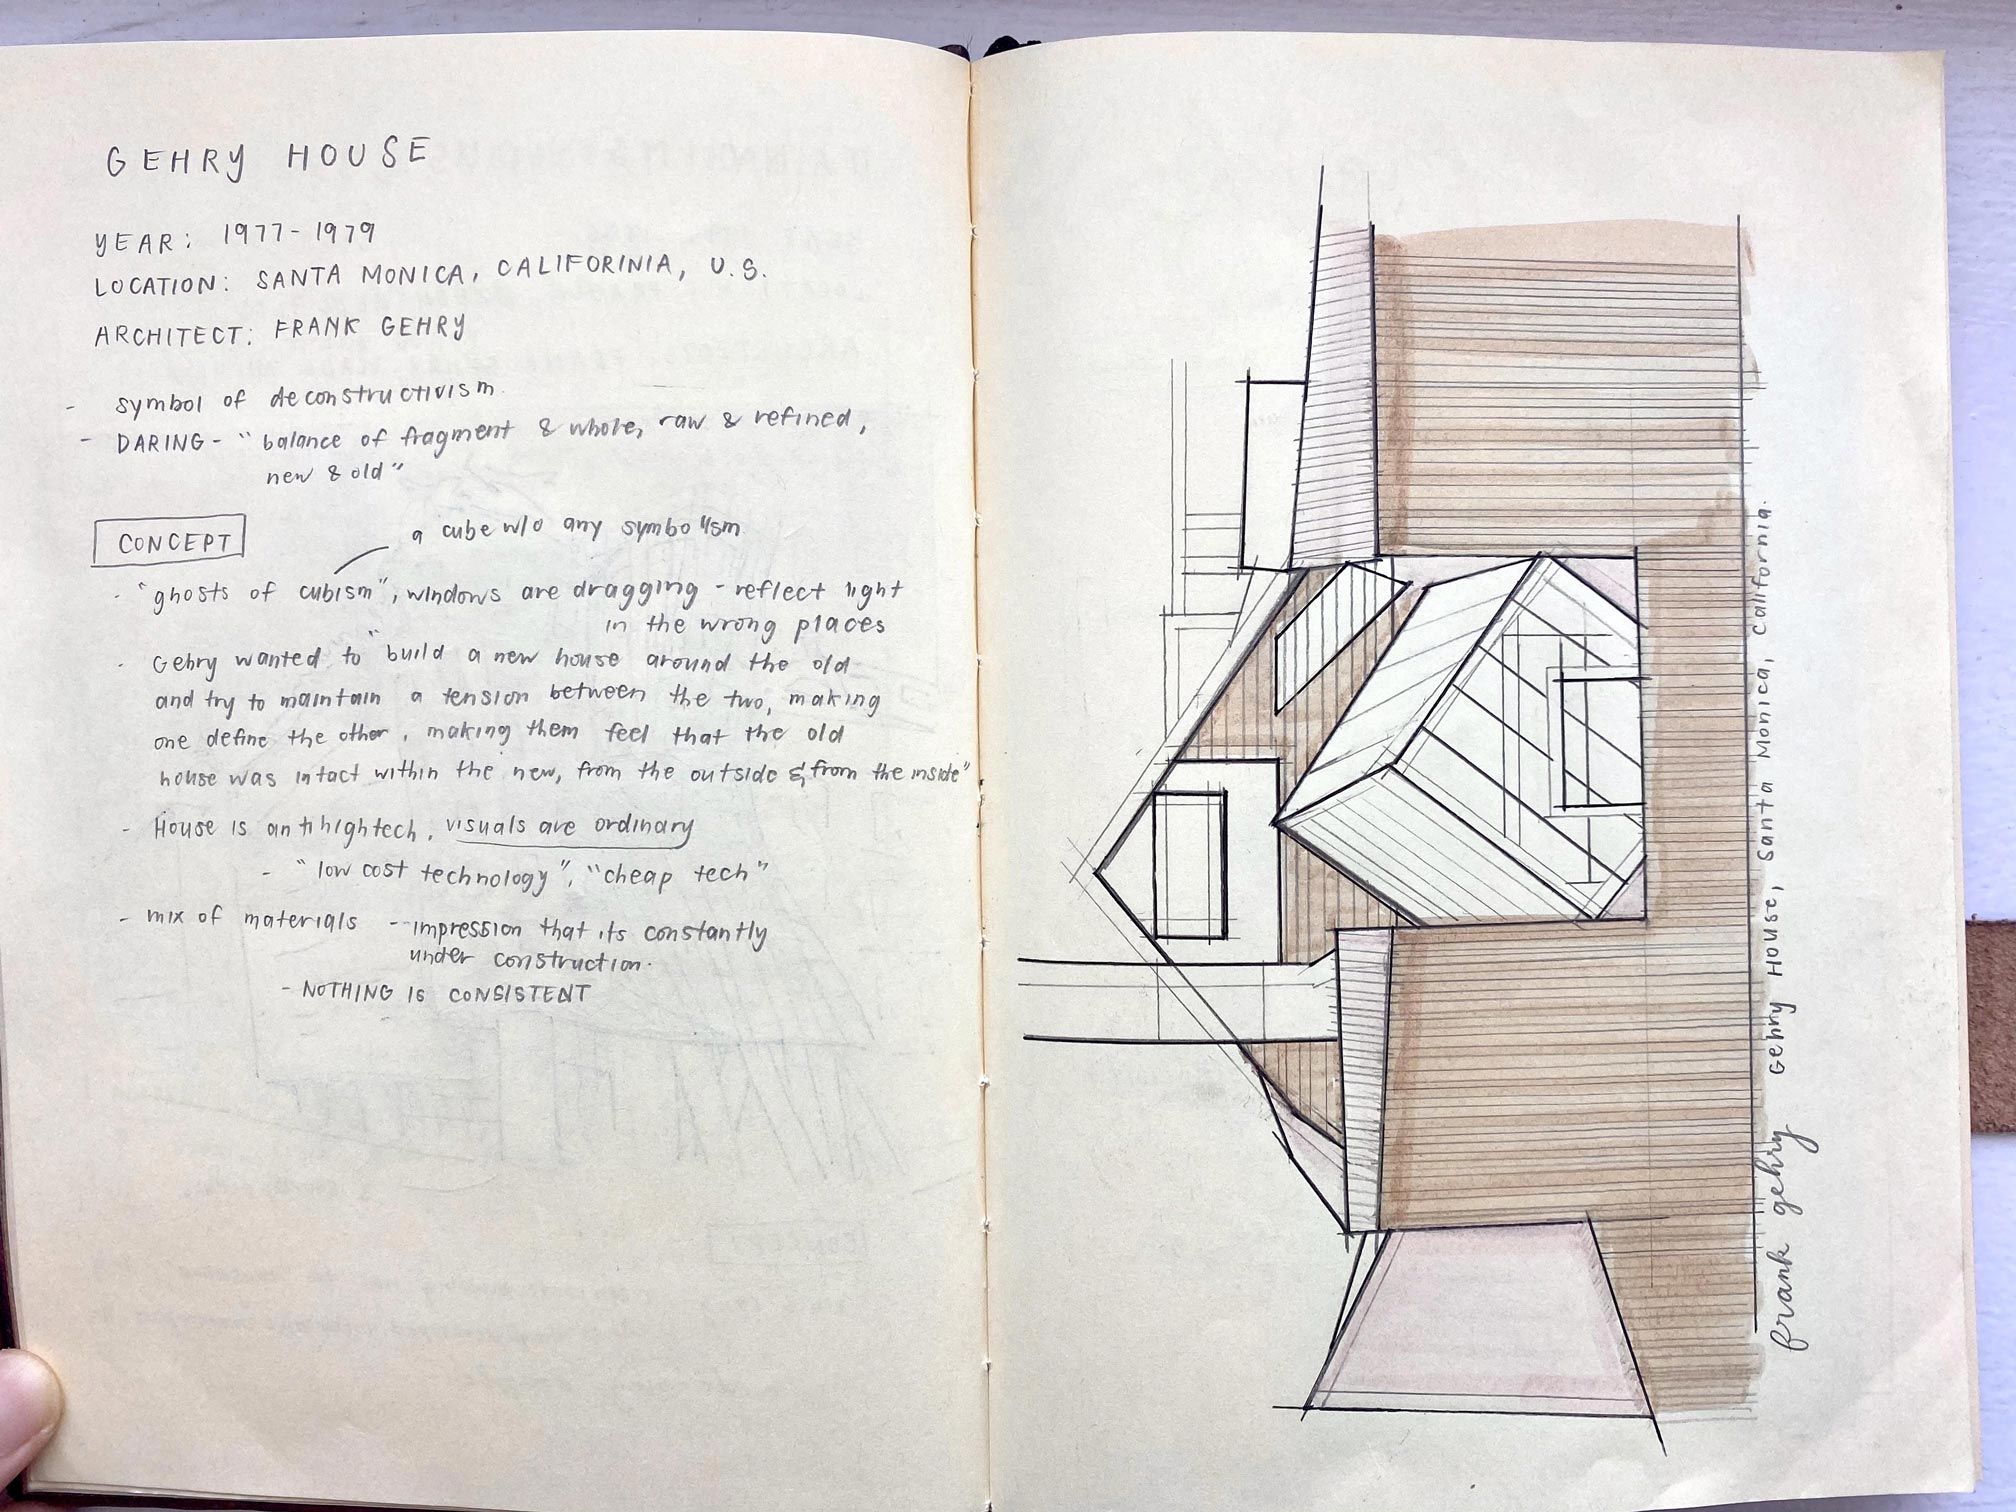 GEHRY HOUSE
YEAR: 1977-1979
LOCATION: SANTA MONICA, CALIFORINIA, U.S.
ARCHITECT: FRANK GEHRY
- symbol of deconstructivism.
- DARING - "balance of fragment & whole, raw & refined,
new & old"
CONCEPT
a cube w/o any symbolism
- "ghosts of cubism", windows are dragging - reflect light
in the wrong places
- Gehry wanted to "build a new house around the old
and try to maintain a tension between the two, making
one define the other, making them feel that the old
house was intact within the new, from the outside & from the inside"
- House is antihightech, visuals are ordinary
- "low cost technology", "cheap tech"
- mix of materials - impression that its constantly
under construction.
- NOTHING IS CONSISTENT
frank gehry Gehry House, Santa Monica, California.